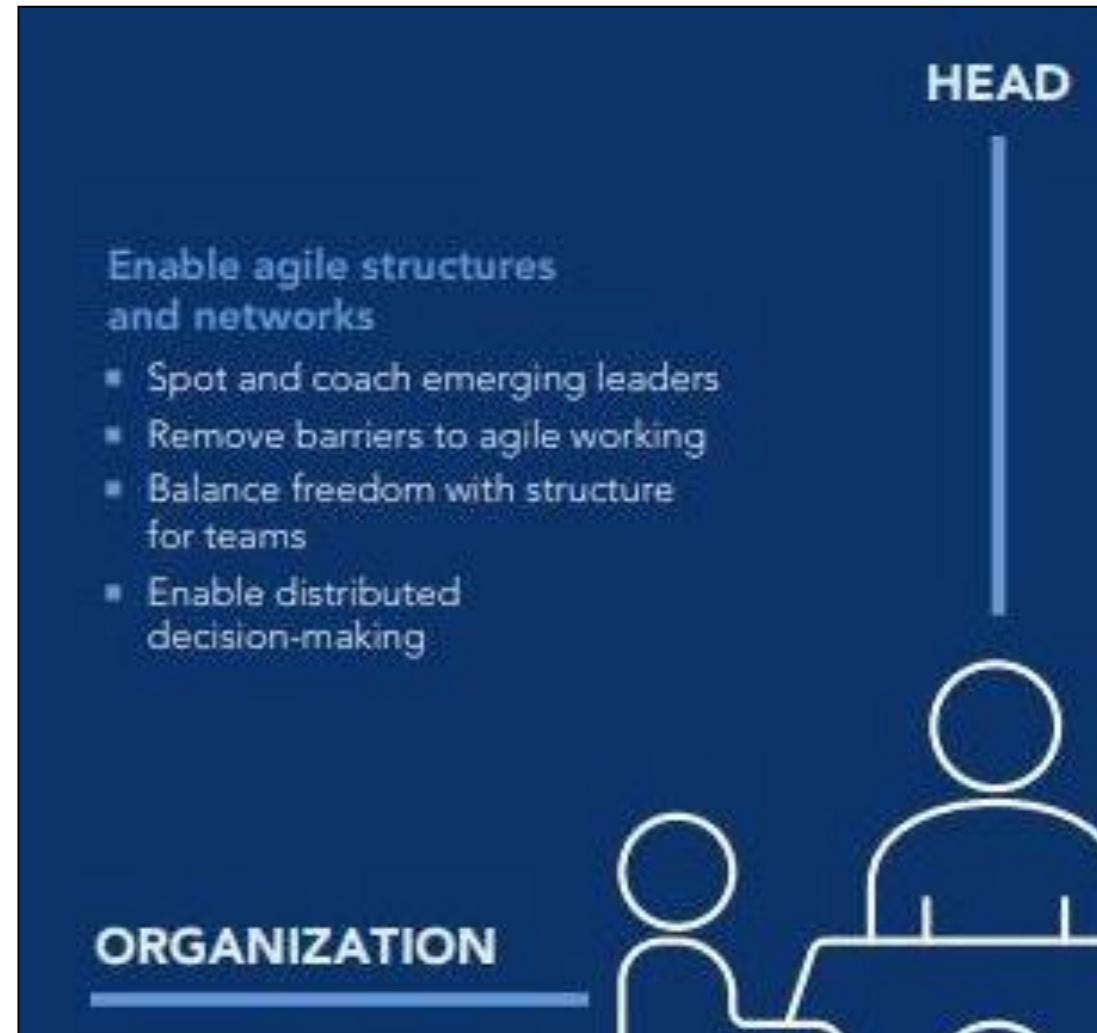 HEAD
Enable agile structures
and networks
▪ Spot and coach emerging leaders
▪ Remove barriers to agile working
▪ Balance freedom with structure
for teams
▪ Enable distributed
decision-making
ORGANIZATION